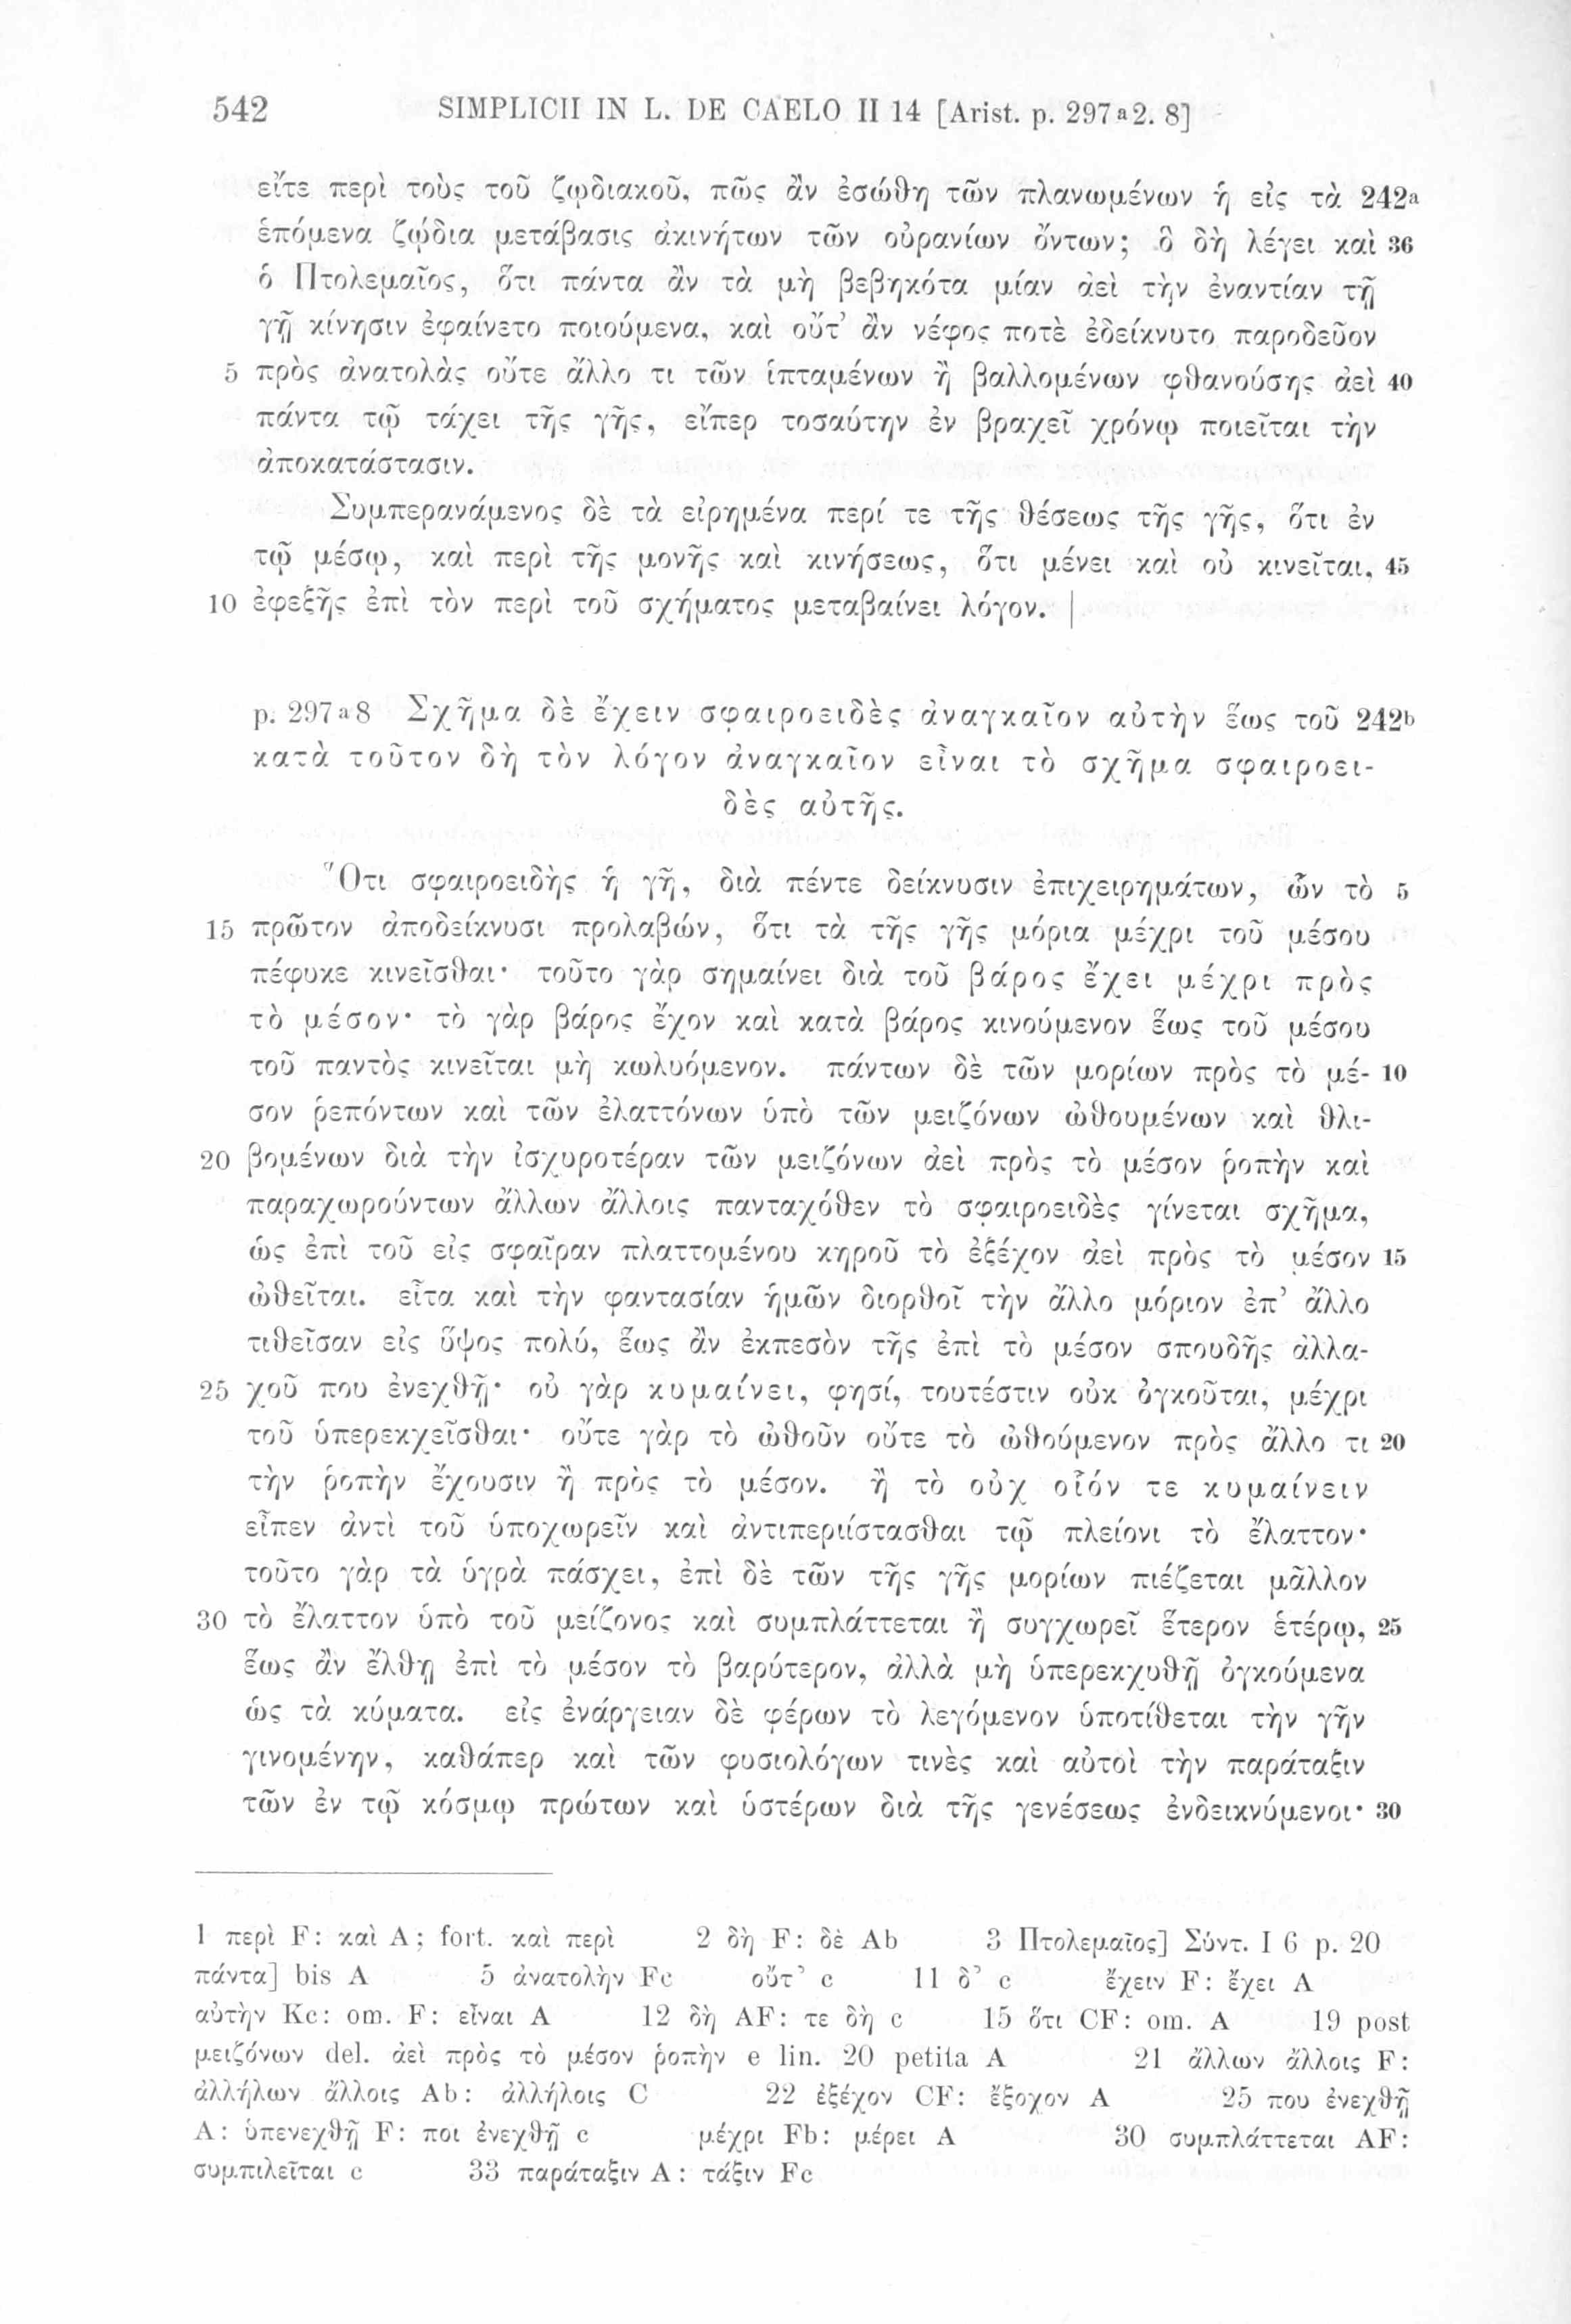 542 SIMPLICII IN L. DE CAELO II 14 [Arist. p. 297a2. 8]
εἴτε περὶ τοὺς τοῦ ζῳδιακοῦ, πῶς ἂν ἐσώθη τῶν πλανωμένων ἡ εἰς τὰ 242a
ἑπόμενα ζῴδια μετάβασις ἀκινήτων τῶν οὐρανίων ὄντων; ὃ δὴ λέγει καὶ 36
ὁ Πτολεμαῖος, ὅτι πάντα ἂν τὰ μὴ βεβηκότα μίαν ἀεὶ τὴν ἐναντίαν τῇ
γῇ κίνησιν ἐφαίνετο ποιούμενα, καὶ οὔτ’ ἂν νέφος ποτὲ ἐδείκνυτο παροδεῦον
5 πρὸς ἀνατολὰς οὔτε ἄλλο τι τῶν ἱπταμένων ἢ βαλλομένων φθανούσης ἀεὶ 40
πάντα τῷ τάχει τῆς γῆς, εἴπερ τοσαύτην ἐν βραχεῖ χρόνῳ ποιεῖται τὴν
ἀποκατάστασιν.
Συμπερανάμενος δὲ τὰ εἰρημένα περί τε τῆς θέσεως τῆς γῆς, ὅτι ἐν
τῷ μέσῳ, καὶ περὶ τῆς μονῆς καὶ κινήσεως, ὅτι μένει καὶ οὐ κινεῖται, 45
10 ἐφεξῆς ἐπὶ τὸν περὶ τοῦ σχήματος μεταβαίνει λόγον. |
p. 297a8 Σχῆμα δὲ ἔχειν σφαιροειδὲς ἀναγκαῖον αὐτὴν ἕως τοῦ 242b
κατὰ τοῦτον δὴ τὸν λόγον ἀναγκαῖον εἶναι τὸ σχῆμα σφαιροει-
δὲς αὐτῆς.
Ὅτι σφαιροειδὴς ἡ γῆ, διὰ πέντε δείκνυσιν ἐπιχειρημάτων, ὧν τὸ 5
15 πρῶτον ἀποδείκνυσι προλαβών, ὅτι τὰ τῆς γῆς μόρια μέχρι τοῦ μέσου
πέφυκε κινεῖσθαι· τοῦτο γὰρ σημαίνει διὰ τοῦ βάρος ἔχει μέχρι πρὸς
τὸ μέσον· τὸ γὰρ βάρος ἔχον καὶ κατὰ βάρος κινούμενον ἕως τοῦ μέσου
τοῦ παντὸς κινεῖται μὴ κωλυόμενον. πάντων δὲ τῶν μορίων πρὸς τὸ μέ- 10
σον ῥεπόντων καὶ τῶν ἐλαττόνων ὑπὸ τῶν μειζόνων ὠθουμένων καὶ θλι-
20 βομένων διὰ τὴν ἰσχυροτέραν τῶν μειζόνων ἀεὶ πρὸς τὸ μέσον ῥοπὴν καὶ
παραχωρούντων ἄλλων ἄλλοις πανταχόθεν τὸ σφαιροειδὲς γίνεται σχῆμα,
ὡς ἐπὶ τοῦ εἰς σφαῖραν πλαττομένου κηροῦ τὸ ἐξέχον ἀεὶ πρὸς τὸ μέσον 15
ὠθεῖται. εἶτα καὶ τὴν φαντασίαν ἡμῶν διορθοῖ τὴν ἄλλο μόριον ἐπ’ ἄλλο
τιθεῖσαν εἰς ὕψος πολύ, ἕως ἂν ἐκπεσὸν τῆς ἐπὶ τὸ μέσον σπουδῆς ἀλλα-
25 χοῦ που ἐνεχθῇ· οὐ γὰρ κυμαίνει, φησί, τουτέστιν οὐκ ὀγκοῦται, μέχρι
τοῦ ὑπερεκχεῖσθαι· οὔτε γὰρ τὸ ὠθοῦν οὔτε τὸ ὠθούμενον πρὸς ἄλλο τι 20
τὴν ῥοπὴν ἔχουσιν ἢ πρὸς τὸ μέσον. ἢ τὸ οὐχ οἷόν τε κυμαίνειν
εἶπεν ἀντὶ τοῦ ὑποχωρεῖν καὶ ἀντιπεριίστασθαι τῷ πλείονι τὸ ἔλαττον·
τοῦτο γὰρ τὰ ὑγρὰ πάσχει, ἐπὶ δὲ τῶν τῆς γῆς μορίων πιέζεται μᾶλλον
30 τὸ ἔλαττον ὑπὸ τοῦ μείζονος καὶ συμπλάττεται ἢ συγχωρεῖ ἕτερον ἑτέρῳ, 25
ἕως ἂν ἔλθῃ ἐπὶ τὸ μέσον τὸ βαρύτερον, ἀλλὰ μὴ ὑπερεκχυθῇ ὀγκούμενα
ὡς τὰ κύματα. εἰς ἐνάργειαν δὲ φέρων τὸ λεγόμενον ὑποτίθεται τὴν γῆν
γινομένην, καθάπερ καὶ τῶν φυσιολόγων τινὲς καὶ αὐτοὶ τὴν παράταξιν
τῶν ἐν τῷ κόσμῳ πρώτων καὶ ὑστέρων διὰ τῆς γενέσεως ἐνδεικνύμενοι· 30
1 περὶ F: καὶ A; fort. καὶ περὶ 2 δὴ F: δὲ Ab 3 Πτολεμαῖος] Σύντ. I 6 p. 20
πάντα] bis A 5 ἀνατολὴν Fc οὔτ’ c 11 δ’ c ἔχειν F: ἔχει A
αὐτὴν Kc: om. F: εἶναι A 12 δὴ AF: τε δὴ c 15 ὅτι CF: om. A 19 post
μειζόνων del. ἀεὶ πρὸς τὸ μέσον ῥοπὴν e lin. 20 petita A 21 ἄλλων ἄλλοις F:
ἀλλήλων ἄλλοις Ab: ἀλλήλοις C 22 ἐξέχον CF: ἔξοχον A 25 που ἐνεχθῇ
A: ὑπενεχθῇ F: ποι ἐνεχθῇ c μέχρι Fb: μέρει A 30 συμπλάττεται AF:
συμπιλεῖται c 33 παράταξιν A: τάξιν Fc